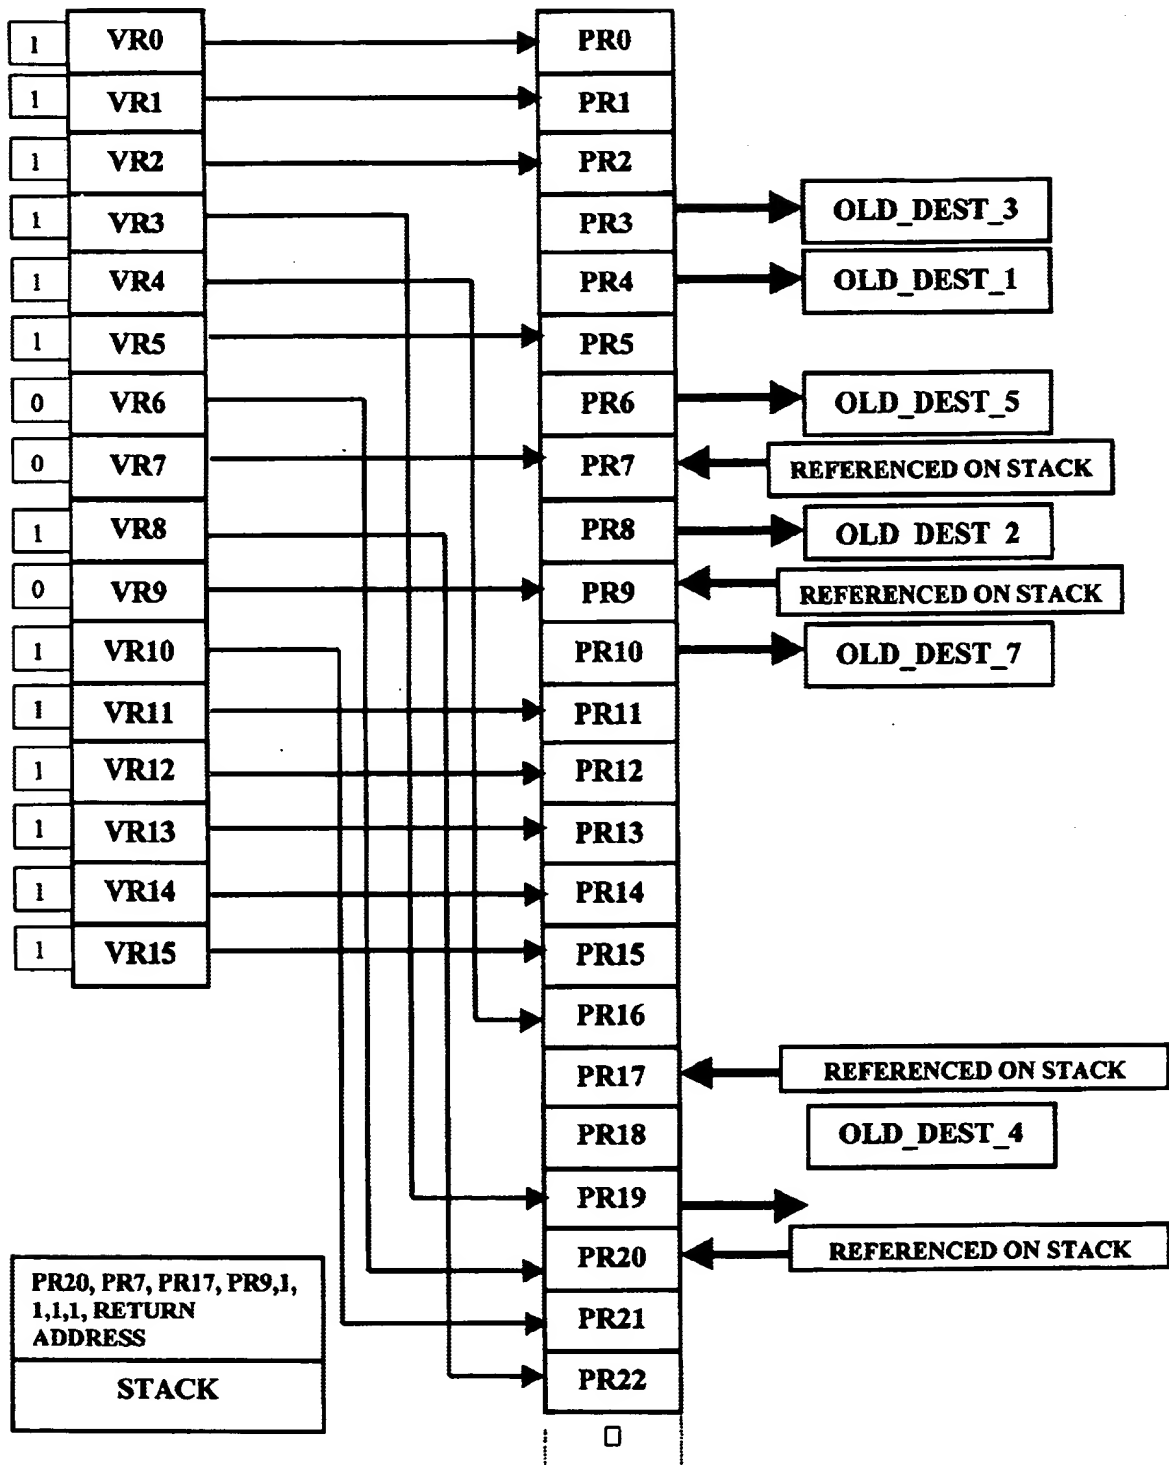 1 VR0 PR0
1 VR1 PR1
1 VR2 PR2
1 VR3 PR3 OLD_DEST_3
1 VR4 PR4 OLD_DEST_1
1 VR5 PR5
0 VR6 PR6 OLD_DEST_5
0 VR7 PR7 REFERENCED ON STACK
1 VR8 PR8 OLD DEST 2
0 VR9 PR9 REFERENCED ON STACK
1 VR10 PR10 OLD_DEST_7
1 VR11 PR11
1 VR12 PR12
1 VR13 PR13
1 VR14 PR14
1 VR15 PR15
PR16
PR17 REFERENCED ON STACK
PR18 OLD_DEST_4
PR19
PR20 REFERENCED ON STACK
PR21
PR22
PR20, PR7, PR17, PR9,1,
1,1,1, RETURN
ADDRESS
STACK